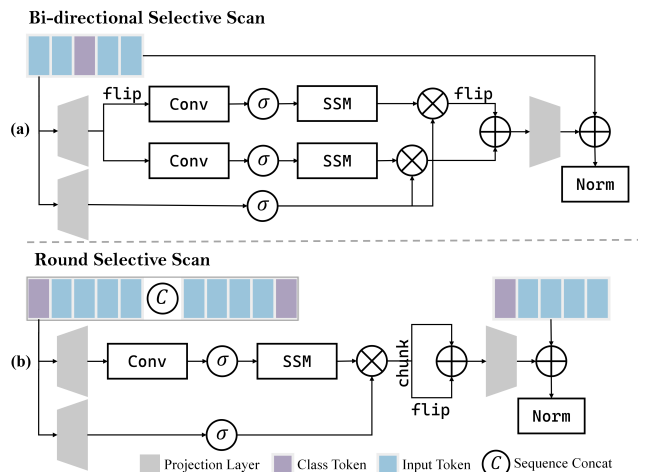 Bi-directional Selective Scan
(a)
flip
Conv
σ
SSM
flip
Conv
σ
SSM
σ
Norm
Round Selective Scan
C
(b)
Conv
σ
SSM
chunk
flip
σ
Norm
Projection Layer
Class Token
Input Token
C Sequence Concat